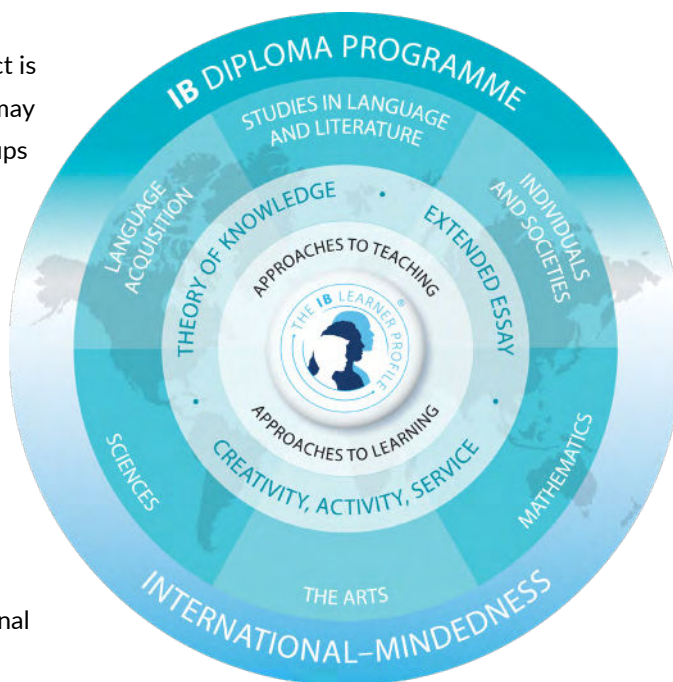 ct is
may
ups
nal
IB DIPLOMA PROGRAMME
STUDIES IN LANGUAGE
AND LITERATURE
LANGUAGE
ACQUISITION
INDIVIDUALS
AND SOCIETIES
THEORY OF KNOWLEDGE
•
EXTENDED ESSAY
•
APPROACHES TO TEACHING
THE IB LEARNER PROFILE
®
APPROACHES TO LEARNING
•
CREATIVITY, ACTIVITY, SERVICE
SCIENCES
MATHEMATICS
THE ARTS
INTERNATIONAL–MINDEDNESS